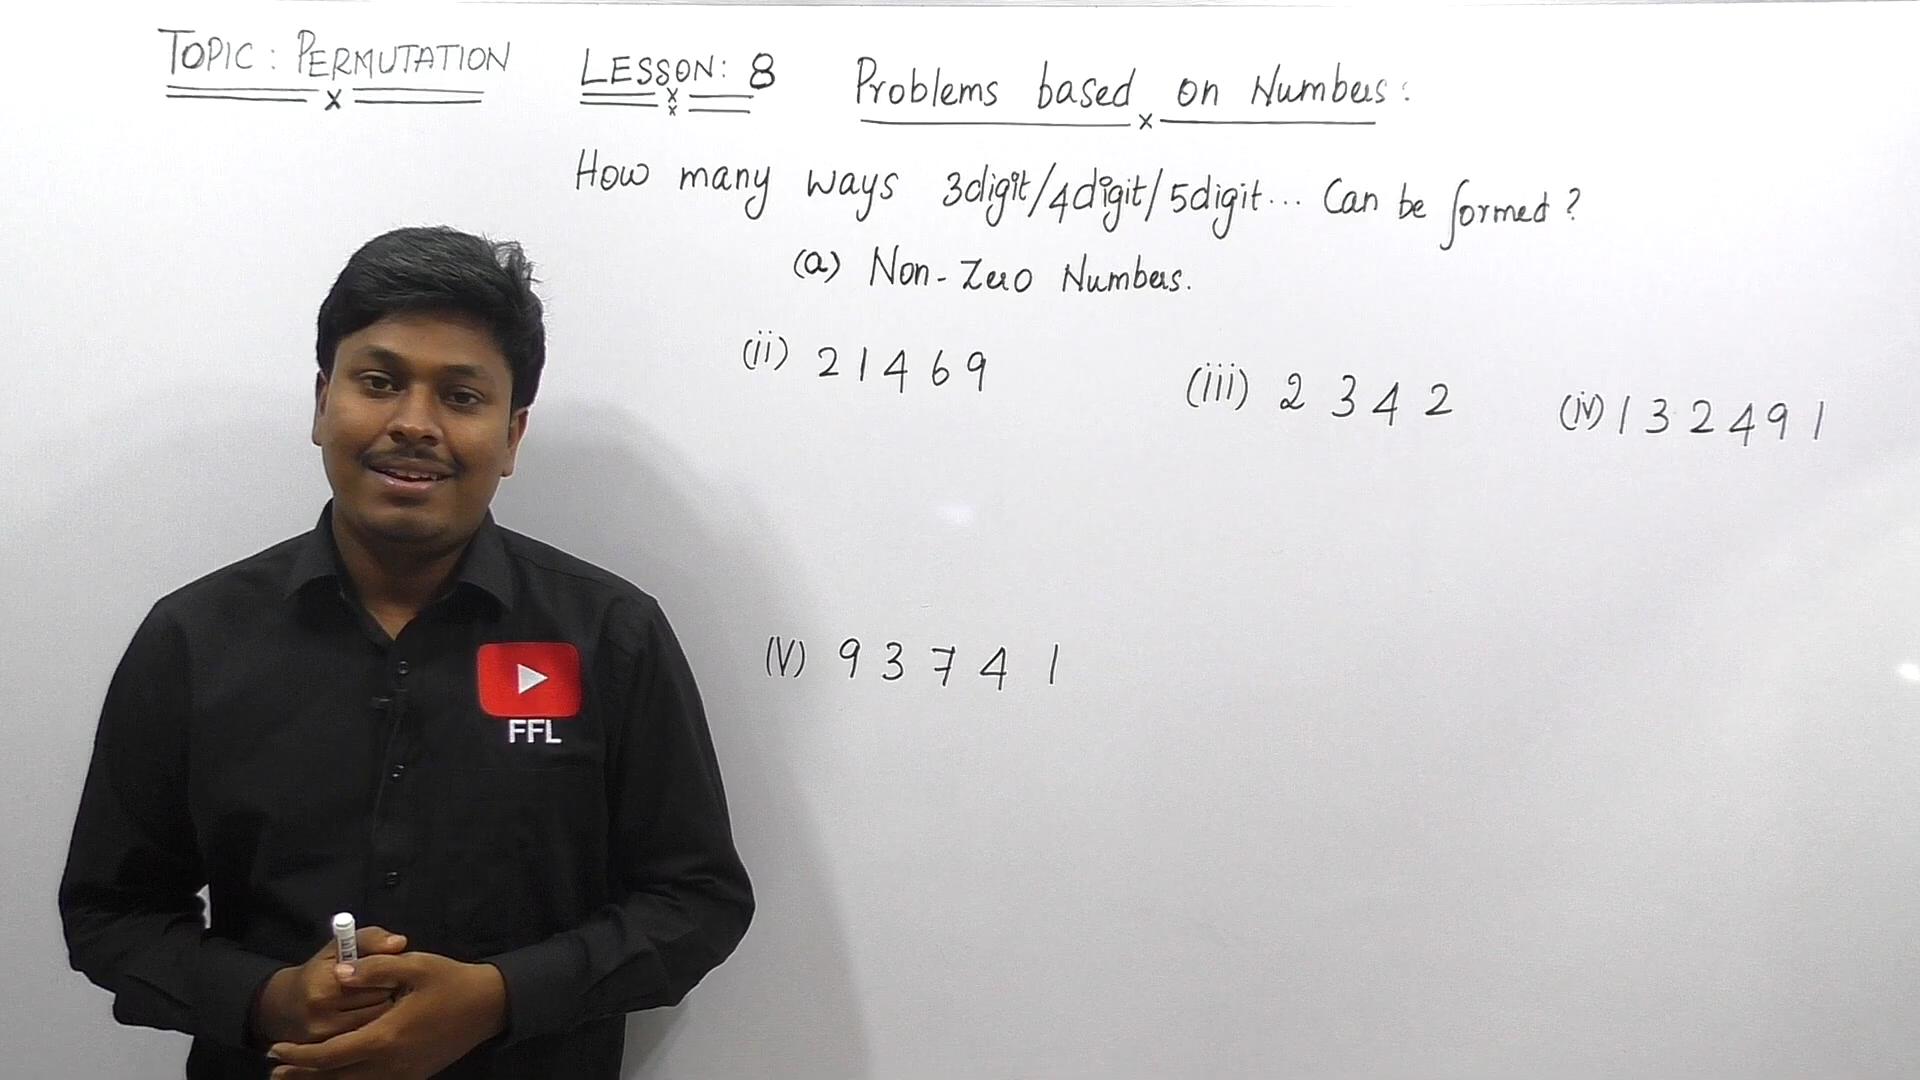 TOPIC : PERMUTATION LESSON: 8 Problems based on Numbers:
How many ways 3digit/4digit/5digit... Can be formed?
(a) Non-Zero Numbers.
(ii) 2 1 4 6 9 (iii) 2 3 4 2 (iv) 1 3 2 4 9 1
(V) 9 3 7 4 1
FFL